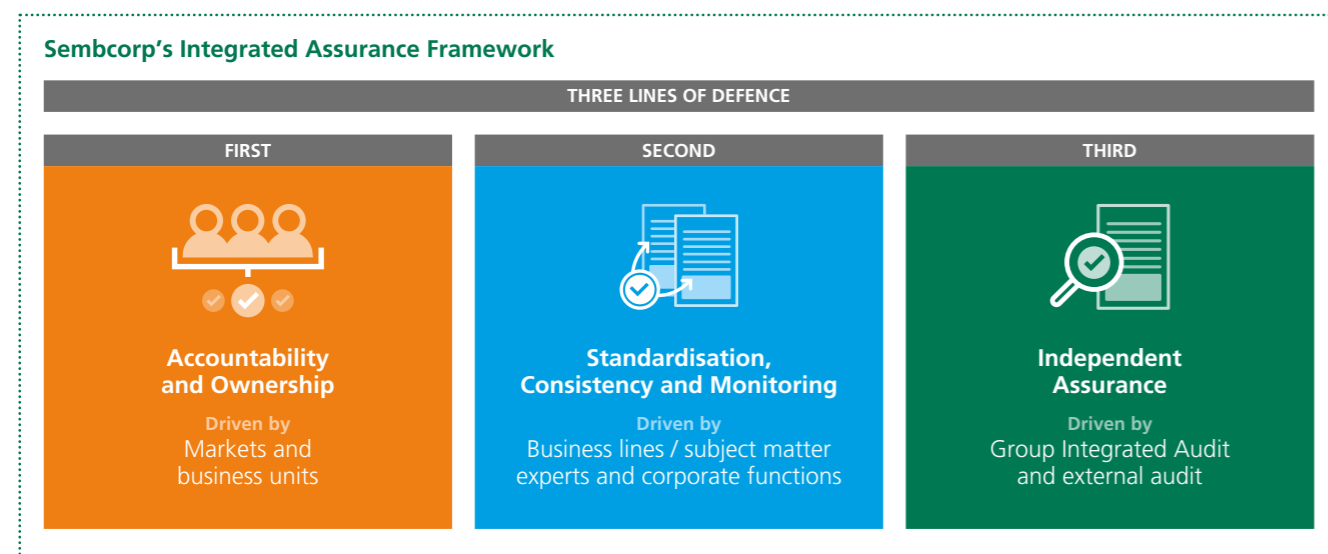 Sembcorp's Integrated Assurance Framework
THREE LINES OF DEFENCE
FIRST
Accountability
and Ownership
Driven by
Markets and
business units
SECOND
Standardisation,
Consistency and Monitoring
Driven by
Business lines / subject matter
experts and corporate functions
THIRD
Independent
Assurance
Driven by
Group Integrated Audit
and external audit